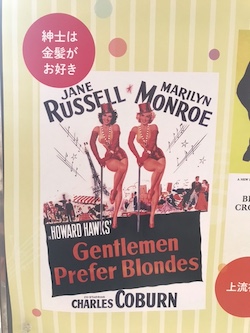 紳士は
金髪が
お好き
JANE MARILYN
RUSSELL MONROE
HOWARD HAWKS'
Gentlemen
Prefer Blondes
CHARLES COBURN
上流社